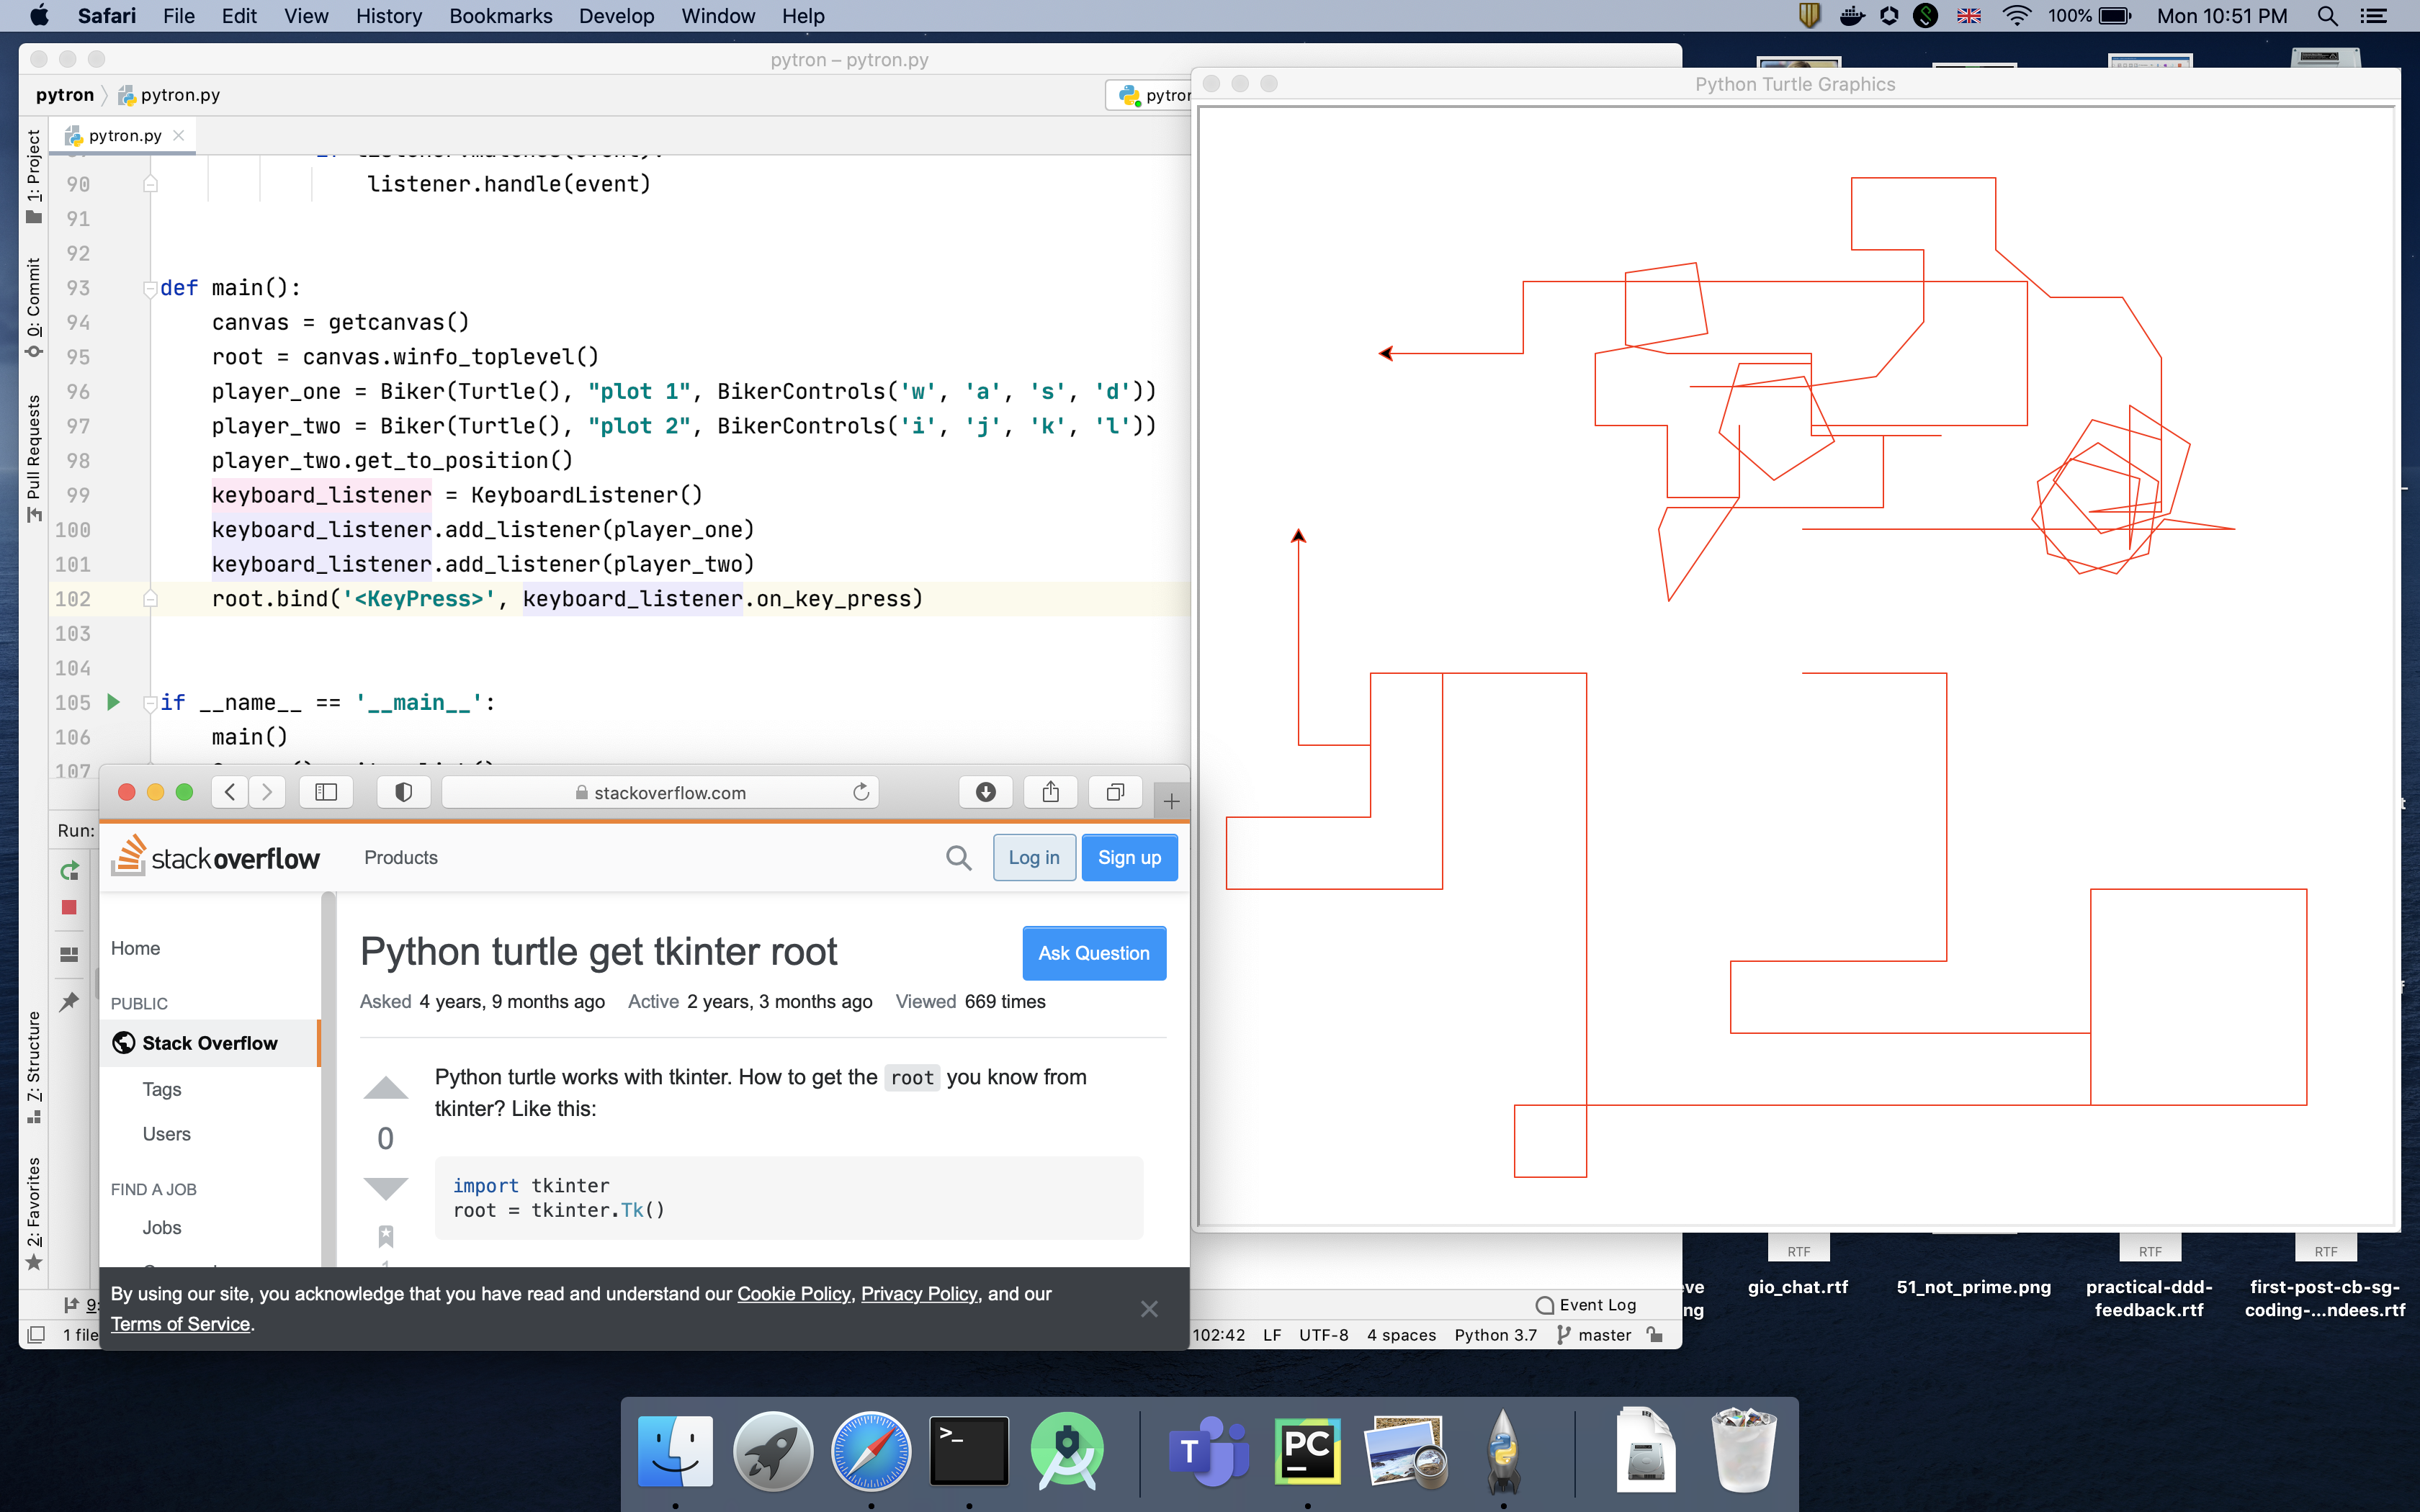 Safari File Edit View History Bookmarks Develop Window Help
100% Mon 10:51 PM
pytron – pytron.py
pytron pytron.py
pytron.py
1: Project
0: Commit
Pull Requests
7: Structure
2: Favorites
90 listener.handle(event)
91
92
93 def main():
94 canvas = getcanvas()
95 root = canvas.winfo_toplevel()
96 player_one = Biker(Turtle(), "plot 1", BikerControls('w', 'a', 's', 'd'))
97 player_two = Biker(Turtle(), "plot 2", BikerControls('i', 'j', 'k', 'l'))
98 player_two.get_to_position()
99 keyboard_listener = KeyboardListener()
100 keyboard_listener.add_listener(player_one)
101 keyboard_listener.add_listener(player_two)
102 root.bind('<KeyPress>', keyboard_listener.on_key_press)
103
104
105 if __name__ == '__main__':
106 main()
107
Run:
Python Turtle Graphics
stackoverflow.com
stackoverflow Products Log in Sign up
Home
PUBLIC
Stack Overflow
Tags
Users
FIND A JOB
Jobs
Python turtle get tkinter root
Ask Question
Asked 4 years, 9 months ago Active 2 years, 3 months ago Viewed 669 times
0
Python turtle works with tkinter. How to get the root you know from
tkinter? Like this:
import tkinter
root = tkinter.Tk()
By using our site, you acknowledge that you have read and understand our Cookie Policy, Privacy Policy, and our
Terms of Service.
9:
1 file
Event Log
102:42 LF UTF-8 4 spaces Python 3.7 master
RTF
RTF
RTF
gio_chat.rtf
51_not_prime.png
practical-ddd-
feedback.rtf
first-post-cb-sg-
coding-...ndees.rtf
>_
T
PC